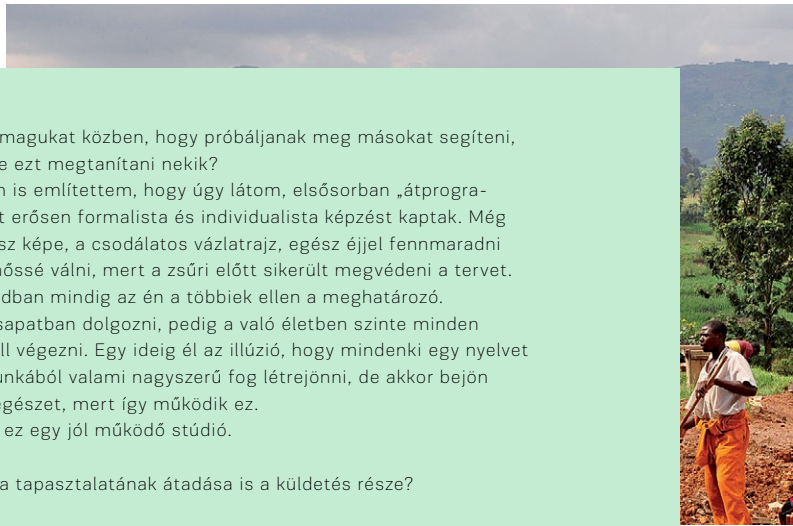 magukat közben, hogy próbáljanak meg másokat segíteni,
e ezt megtanítani nekik?
is említettem, hogy úgy látom, elsősorban „átprogra-
t erősen formalista és individualista képzést kaptak. Még
sz képe, a csodálatos vázlatrajz, egész éjjel fennmaradni
őssé válni, mert a zsűri előtt sikerült megvédeni a tervet.
dban mindig az én a többiek ellen a meghatározó.
sapatban dolgozni, pedig a való életben szinte minden
ll végezni. Egy ideig él az illúzió, hogy mindenki egy nyelvet
unkából valami nagyszerű fog létrejönni, de akkor bejön
egészet, mert így működik ez.
ez egy jól működő stúdió.
a tapasztalatának átadása is a küldetés része?